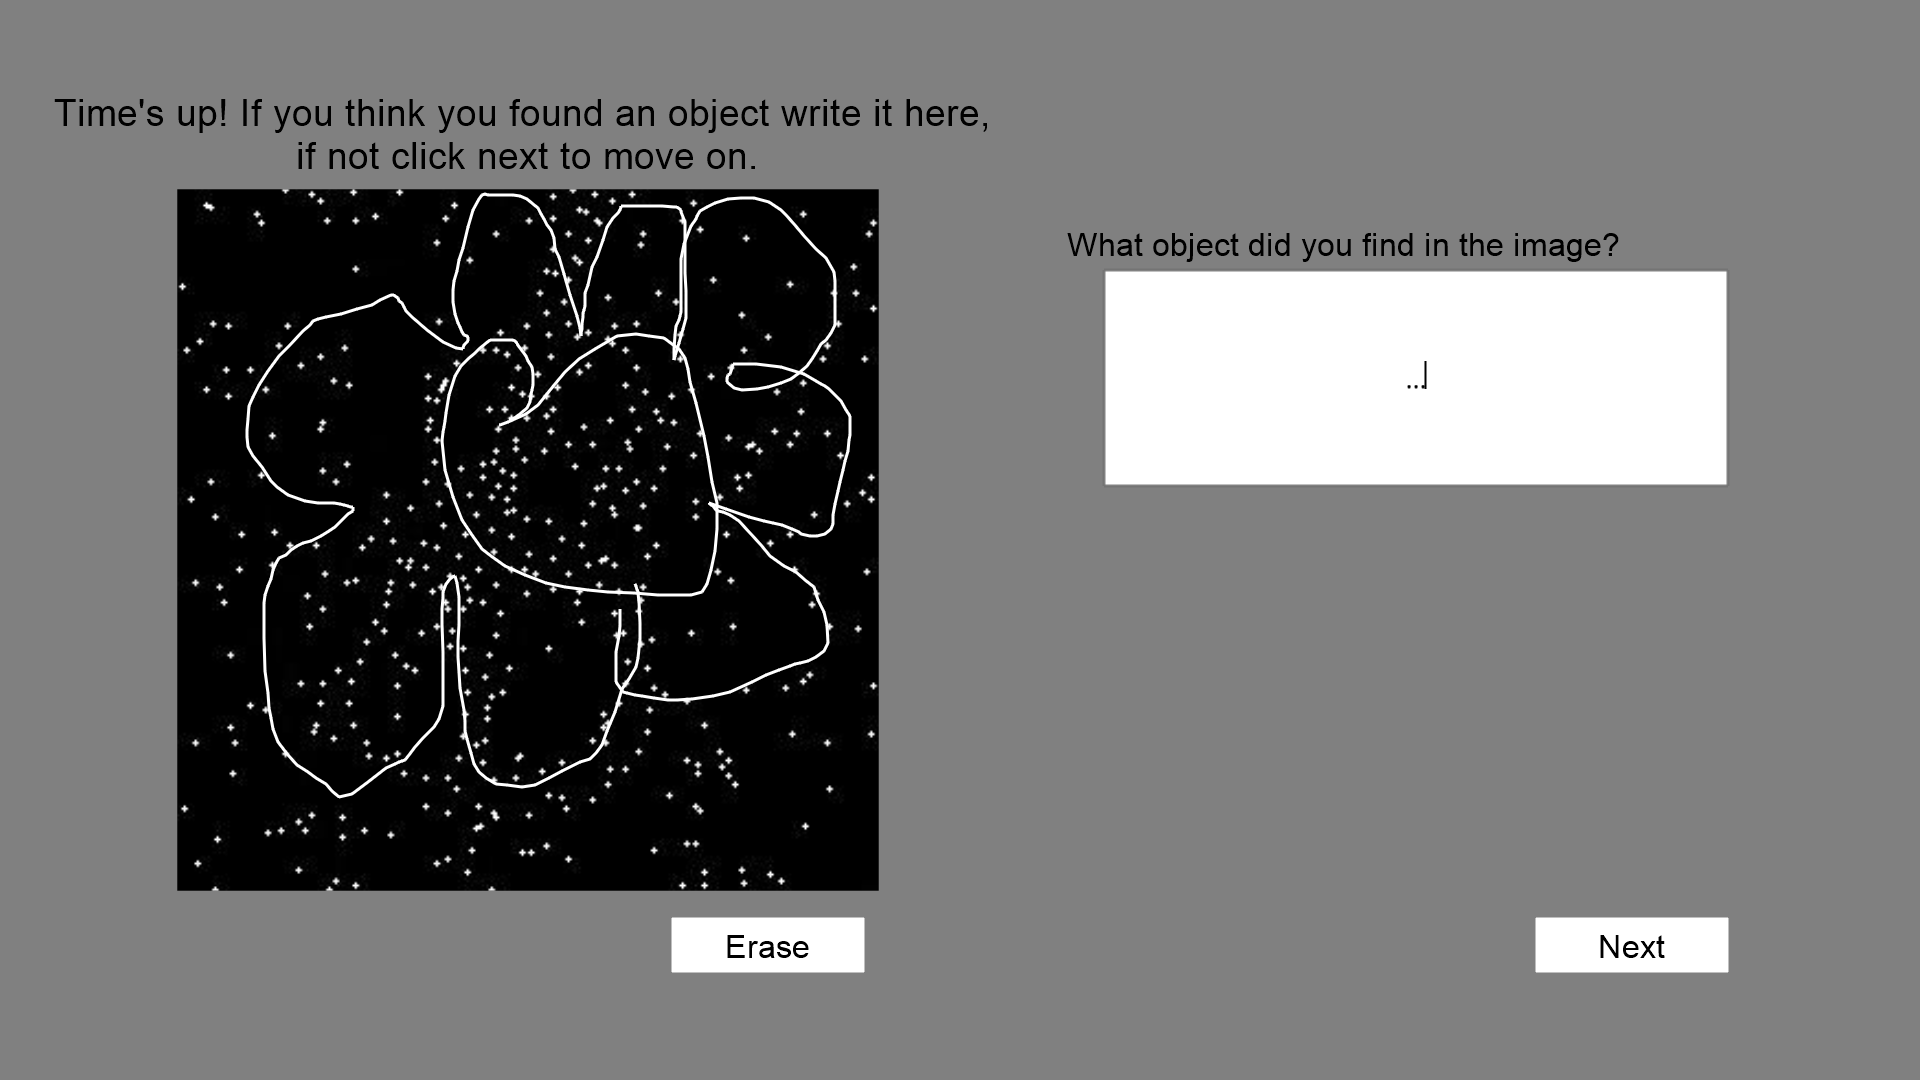 Time's up! If you think you found an object write it here,
if not click next to move on.
What object did you find in the image?
...
Erase
Next